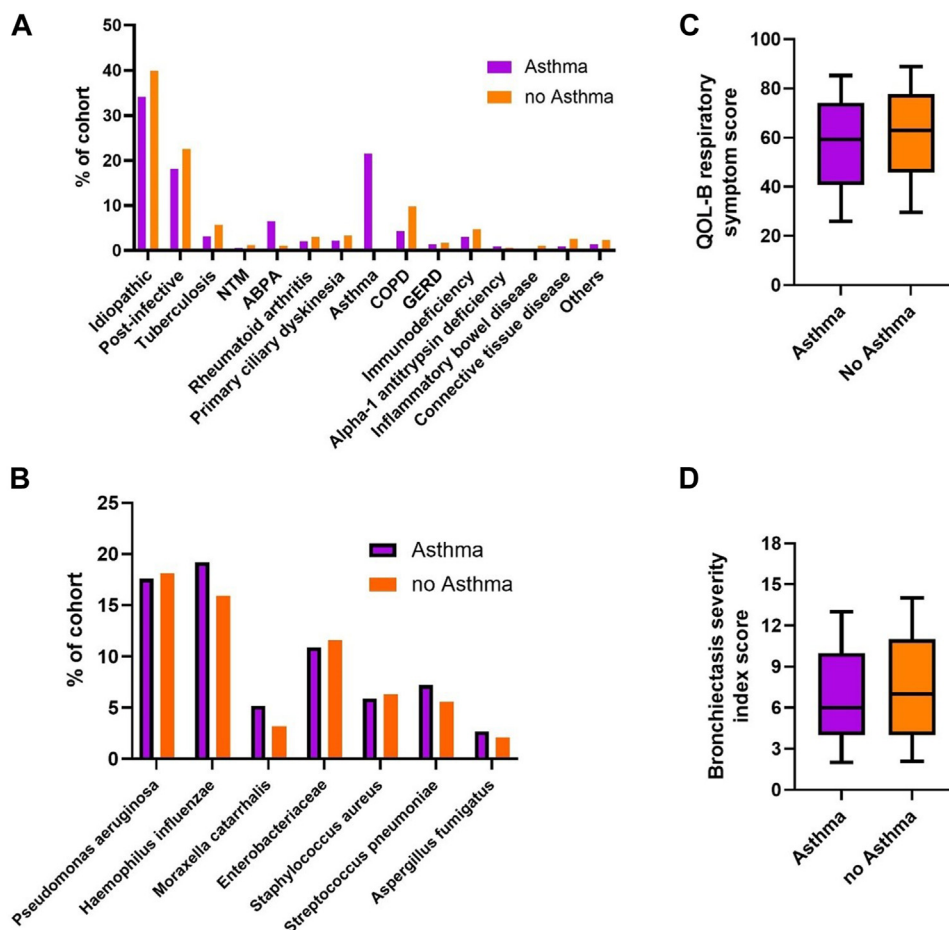 A
% of cohort
50
40
30
20
10
0
Asthma
no Asthma
Idiopathic
Post-infective
Tuberculosis
NTM
ABPA
Rheumatoid arthritis
Primary ciliary dyskinesia
Asthma
COPD
GERD
Immunodeficiency
Alpha-1 antitrypsin deficiency
Inflammatory bowel disease
Connective tissue disease
Others
C
QOL-B respiratory
symptom score
100
80
60
40
20
0
Asthma
No Asthma
B
% of cohort
25
20
15
10
5
0
Asthma
no Asthma
Pseudomonas aeruginosa
Haemophilus influenzae
Moraxella catarrhalis
Enterobacteriaceae
Staphylococcus aureus
Streptococcus pneumoniae
Aspergillus fumigatus
D
Bronchiectasis severity
index score
18
15
12
9
6
3
0
Asthma
no Asthma